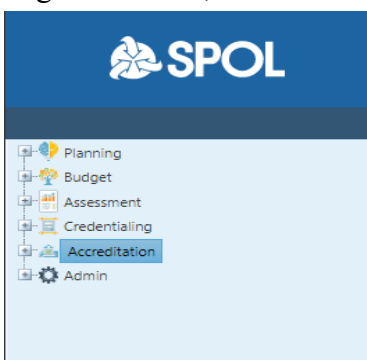 SPOL
Planning
Budget
Assessment
Credentialing
Accreditation
Admin